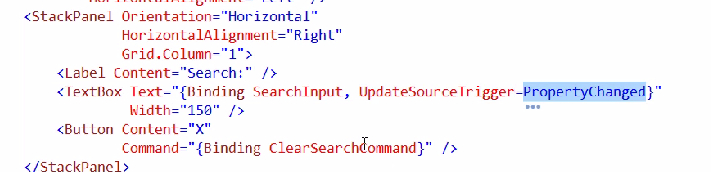 <StackPanel Orientation="Horizontal"
HorizontalAlignment="Right"
Grid.Column="1">
<Label Content="Search:" />
<TextBox Text="{Binding SearchInput, UpdateSourceTrigger=PropertyChanged}"
Width="150" />
<Button Content="X"
Command="{Binding ClearSearchCommand}" />
</StackPanel>